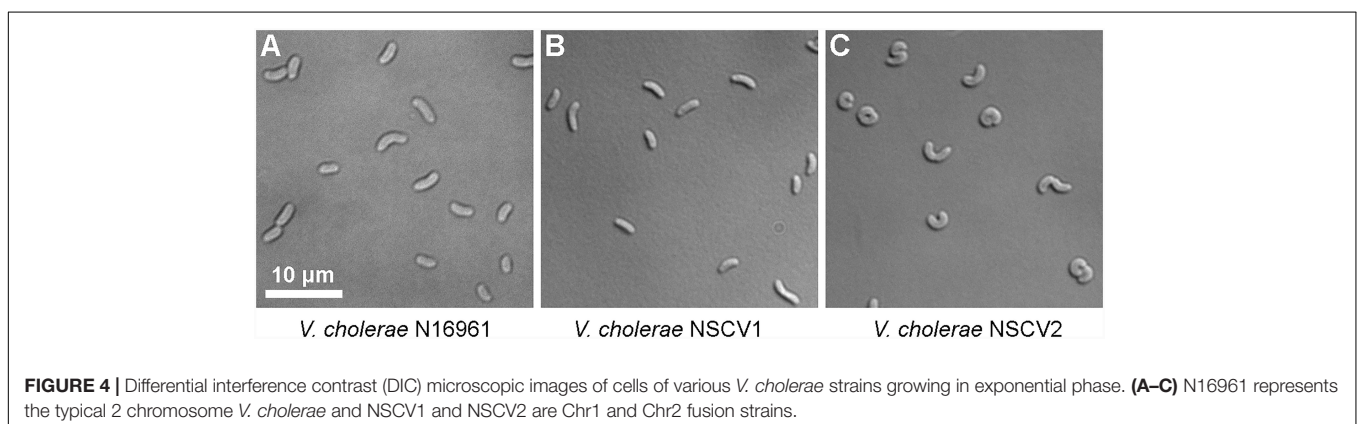 A
B
C
10 µm
V. cholerae N16961
V. cholerae NSCV1
V. cholerae NSCV2
FIGURE 4 | Differential interference contrast (DIC) microscopic images of cells of various V. cholerae strains growing in exponential phase. (A–C) N16961 represents
the typical 2 chromosome V. cholerae and NSCV1 and NSCV2 are Chr1 and Chr2 fusion strains.